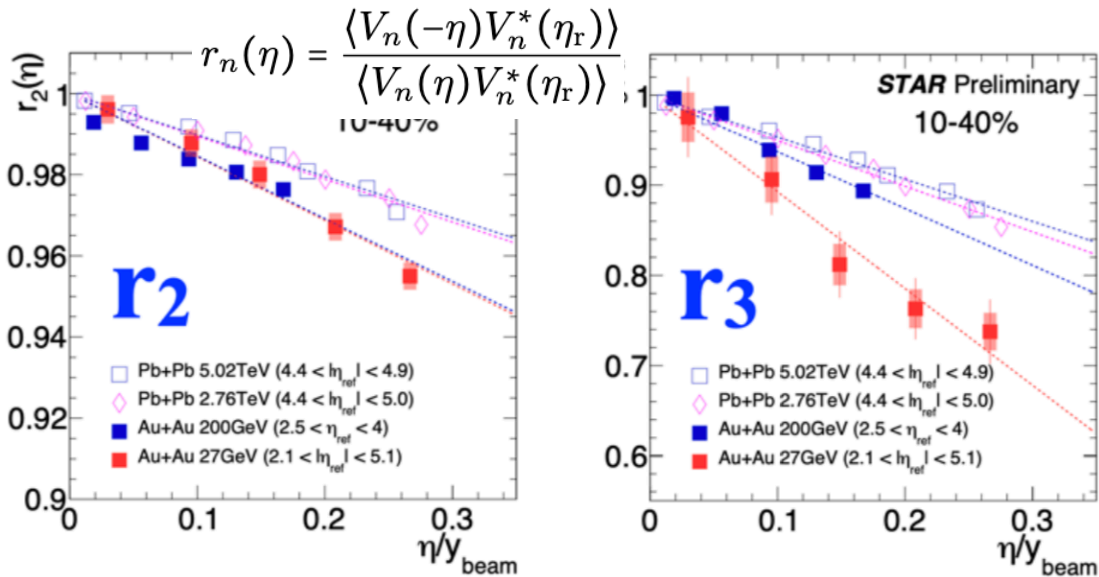 r_n(η) = ⟨V_n(-η)V_n^*(η_r)⟩ / ⟨V_n(η)V_n^*(η_r)⟩
r_2(η)
1
0.98
0.96
0.94
0.92
0.9
10-40%
r_2
Pb+Pb 5.02TeV (4.4 < |η_ref| < 4.9)
Pb+Pb 2.76TeV (4.4 < |η_ref| < 5.0)
Au+Au 200GeV (2.5 < η_ref < 4)
Au+Au 27GeV (2.1 < |η_ref| < 5.1)
0 0.1 0.2 0.3
η/y_beam
STAR Preliminary
10-40%
1
0.9
0.8
0.7
0.6
r_3
Pb+Pb 5.02TeV (4.4 < |η_ref| < 4.9)
Pb+Pb 2.76TeV (4.4 < |η_ref| < 5.0)
Au+Au 200GeV (2.5 < η_ref < 4)
Au+Au 27GeV (2.1 < |η_ref| < 5.1)
0 0.1 0.2 0.3
η/y_beam